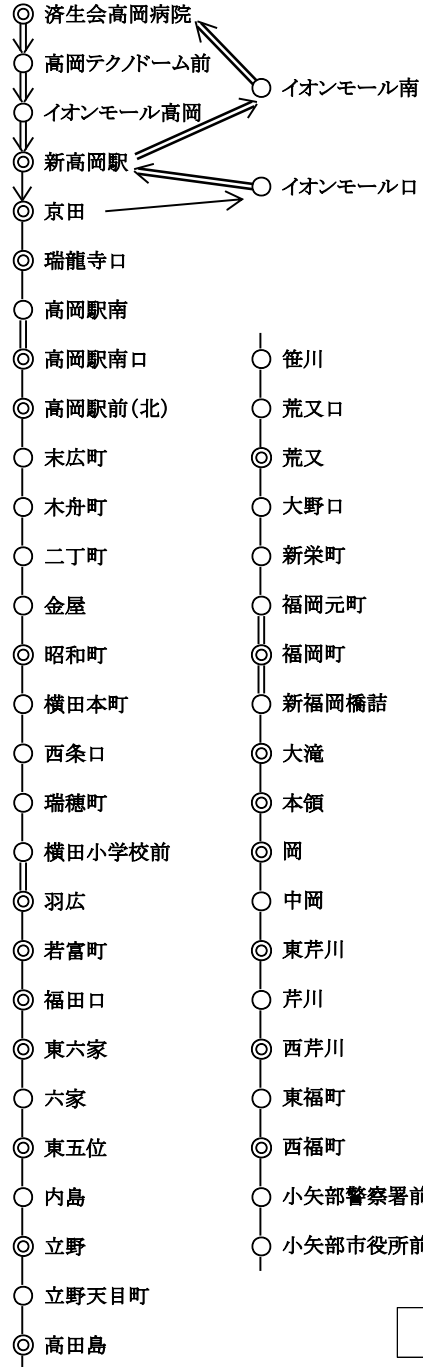 済生会高岡病院
高岡テクノドーム前
イオンモール南
イオンモール高岡
新高岡駅
イオンモール口
京田
瑞龍寺口
高岡駅南
高岡駅南口
高岡駅前(北)
末広町
木舟町
二丁町
金屋
昭和町
横田本町
西条口
瑞穂町
横田小学校前
羽広
若富町
福田口
東六家
六家
東五位
内島
立野
立野天目町
高田島
笹川
荒又口
荒又
大野口
新栄町
福岡元町
福岡町
新福岡橋詰
大滝
本領
岡
中岡
東芹川
芹川
西芹川
東福町
西福町
小矢部警察署前
小矢部市役所前